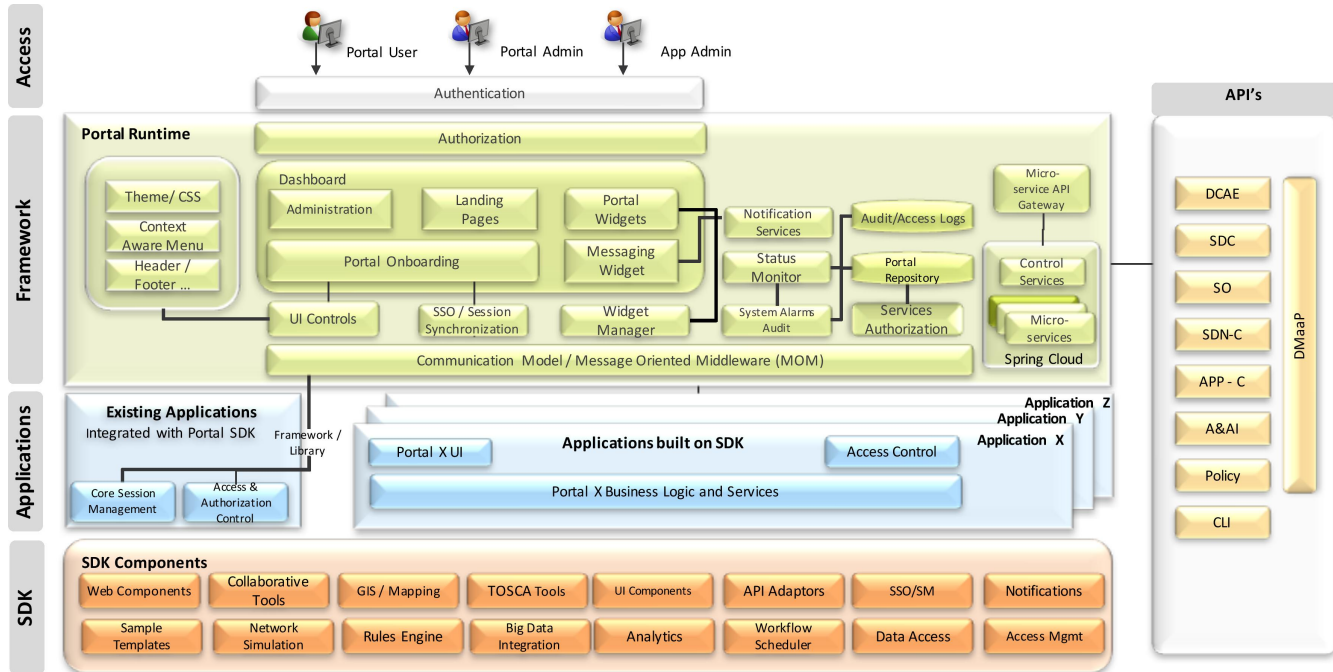 Access
Portal User
Portal Admin
App Admin
Authentication
API's
Framework
Portal Runtime
Authorization
Theme/ CSS
Context
Aware Menu
Header /
Footer ...
Dashboard
Administration
Landing
Pages
Portal
Widgets
Portal Onboarding
Messaging
Widget
UI Controls
SSO / Session
Synchronization
Widget
Manager
Notification
Services
Status
Monitor
System Alarms
Audit
Audit/Access Logs
Portal
Repository
Services
Authorization
Micro-
service API
Gateway
Control
Services
Micro-
services
Spring Cloud
Communication Model / Message Oriented Middleware (MOM)
DCAE
SDC
SO
SDN-C
APP - C
A&AI
Policy
CLI
DMaaP
Applications
Existing Applications
Integrated with Portal SDK
Framework /
Library
Core Session
Management
Access &
Authorization
Control
Application Z
Application Y
Application X
Applications built on SDK
Portal X UI
Access Control
Portal X Business Logic and Services
SDK
SDK Components
Web Components
Collaborative
Tools
GIS / Mapping
TOSCA Tools
UI Components
API Adaptors
SSO/SM
Notifications
Sample
Templates
Network
Simulation
Rules Engine
Big Data
Integration
Analytics
Workflow
Scheduler
Data Access
Access Mgmt